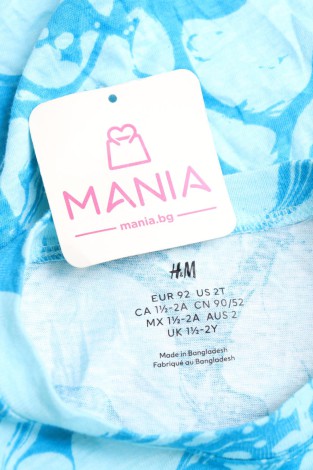 MANIA
mania.bg
H&M
EUR 92 US 2T
CA 1½-2A CN 90/52
MX 1½-2A AUS 2
UK 1½-2Y
Made in Bangladesh
Fabriqué au Bangladesh